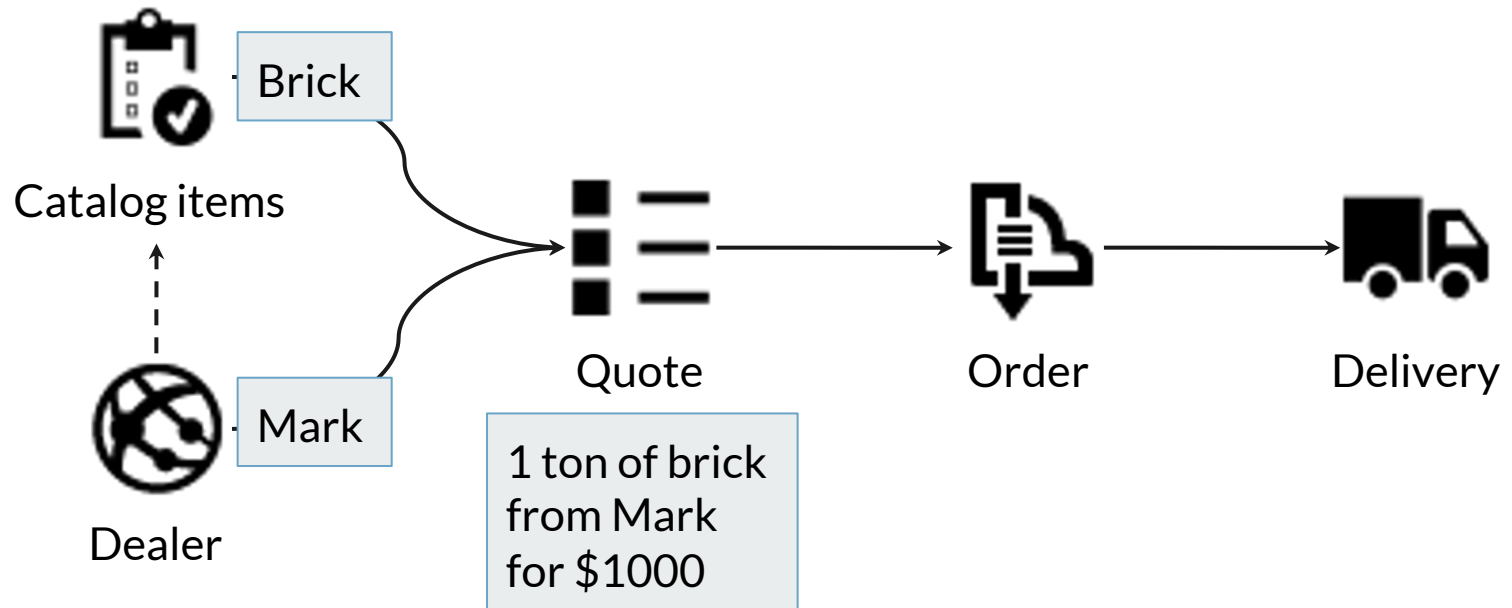 Brick
Catalog items
Mark
Dealer
Quote
1 ton of brick
from Mark
for $1000
Order
Delivery